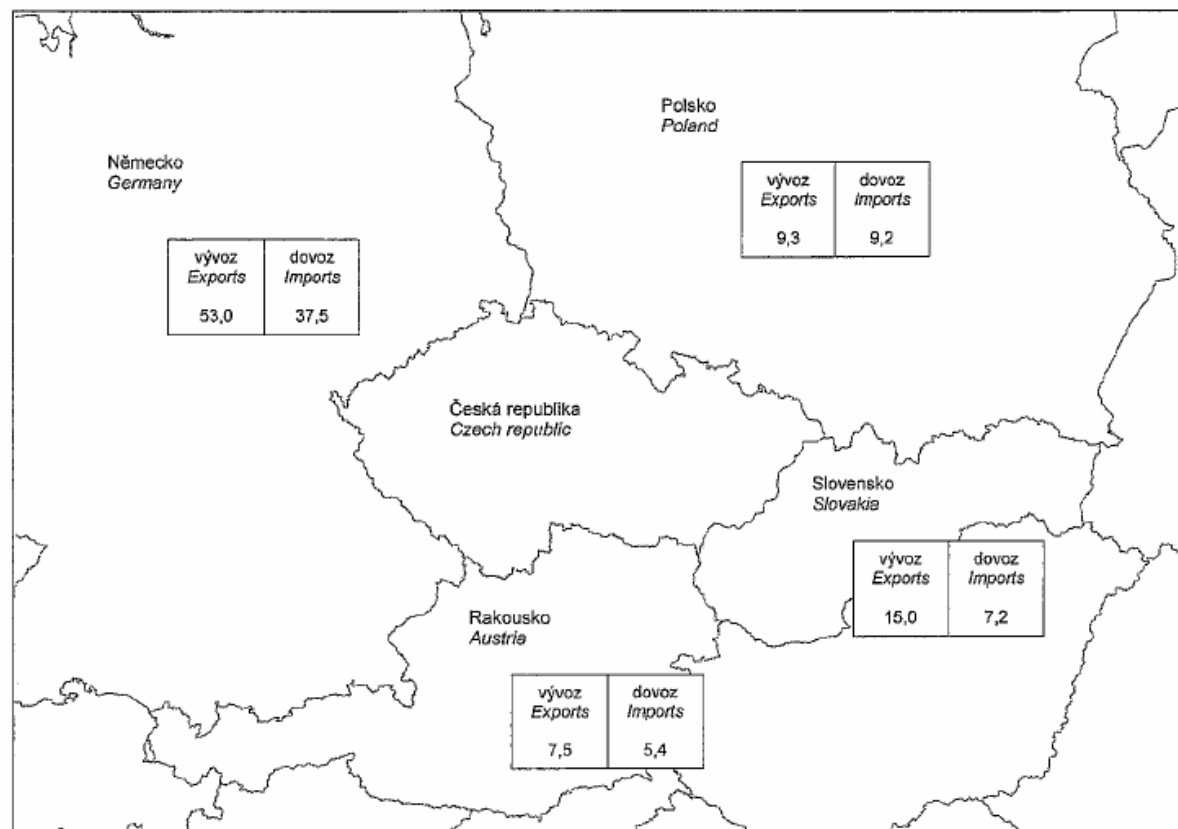 Polsko
Poland
Německo
Germany
vývoz dovoz
Exports Imports
9,3 9,2
vývoz dovoz
Exports Imports
53,0 37,5
Česká republika
Czech republic
Slovensko
Slovakia
vývoz dovoz
Exports Imports
15,0 7,2
Rakousko
Austria
vývoz dovoz
Exports Imports
7,5 5,4